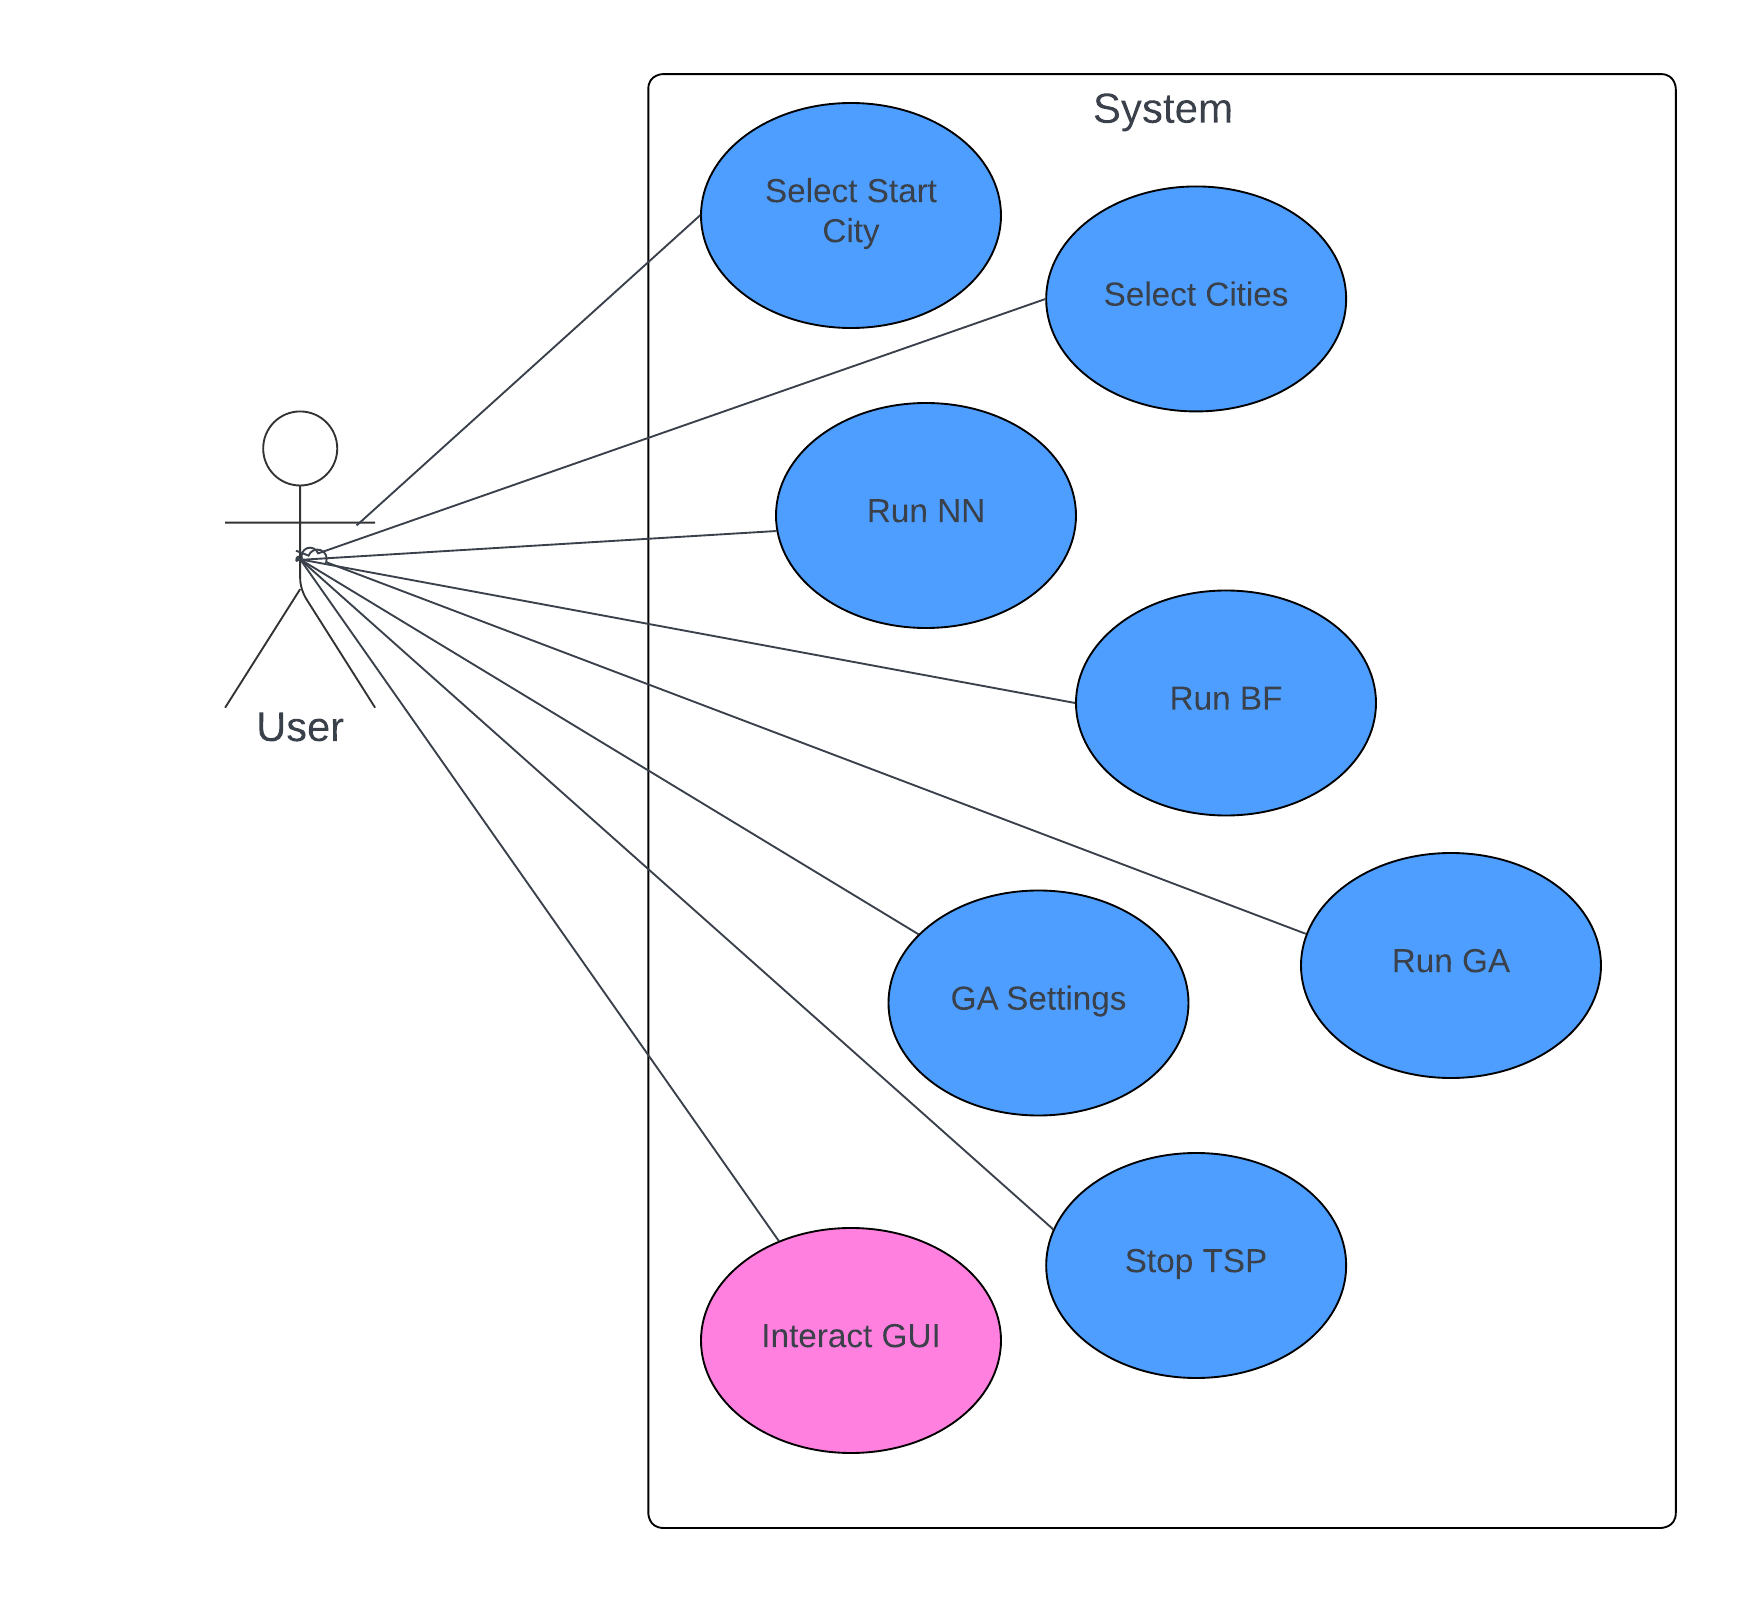 System
Select Start
City
Select Cities
Run NN
Run BF
User
Run GA
GA Settings
Stop TSP
Interact GUI